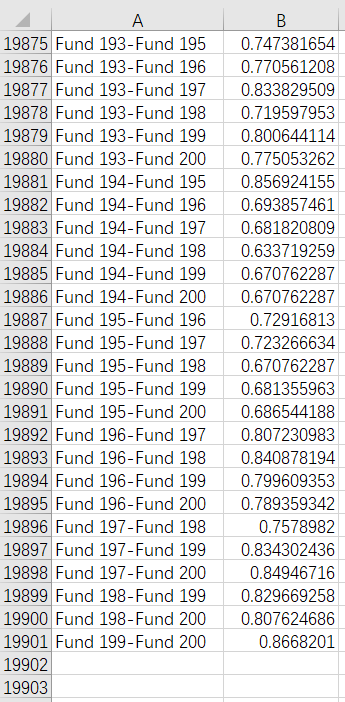 A B
19875 Fund 193-Fund 195 0.747381654
19876 Fund 193-Fund 196 0.770561208
19877 Fund 193-Fund 197 0.833829509
19878 Fund 193-Fund 198 0.719597953
19879 Fund 193-Fund 199 0.800644114
19880 Fund 193-Fund 200 0.775053262
19881 Fund 194-Fund 195 0.856924155
19882 Fund 194-Fund 196 0.693857461
19883 Fund 194-Fund 197 0.681820809
19884 Fund 194-Fund 198 0.633719259
19885 Fund 194-Fund 199 0.670762287
19886 Fund 194-Fund 200 0.670762287
19887 Fund 195-Fund 196 0.72916813
19888 Fund 195-Fund 197 0.723266634
19889 Fund 195-Fund 198 0.670762287
19890 Fund 195-Fund 199 0.681355963
19891 Fund 195-Fund 200 0.686544188
19892 Fund 196-Fund 197 0.807230983
19893 Fund 196-Fund 198 0.840878194
19894 Fund 196-Fund 199 0.799609353
19895 Fund 196-Fund 200 0.789359342
19896 Fund 197-Fund 198 0.7578982
19897 Fund 197-Fund 199 0.834302436
19898 Fund 197-Fund 200 0.84946716
19899 Fund 198-Fund 199 0.829669258
19900 Fund 198-Fund 200 0.807624686
19901 Fund 199-Fund 200 0.8668201
19902
19903